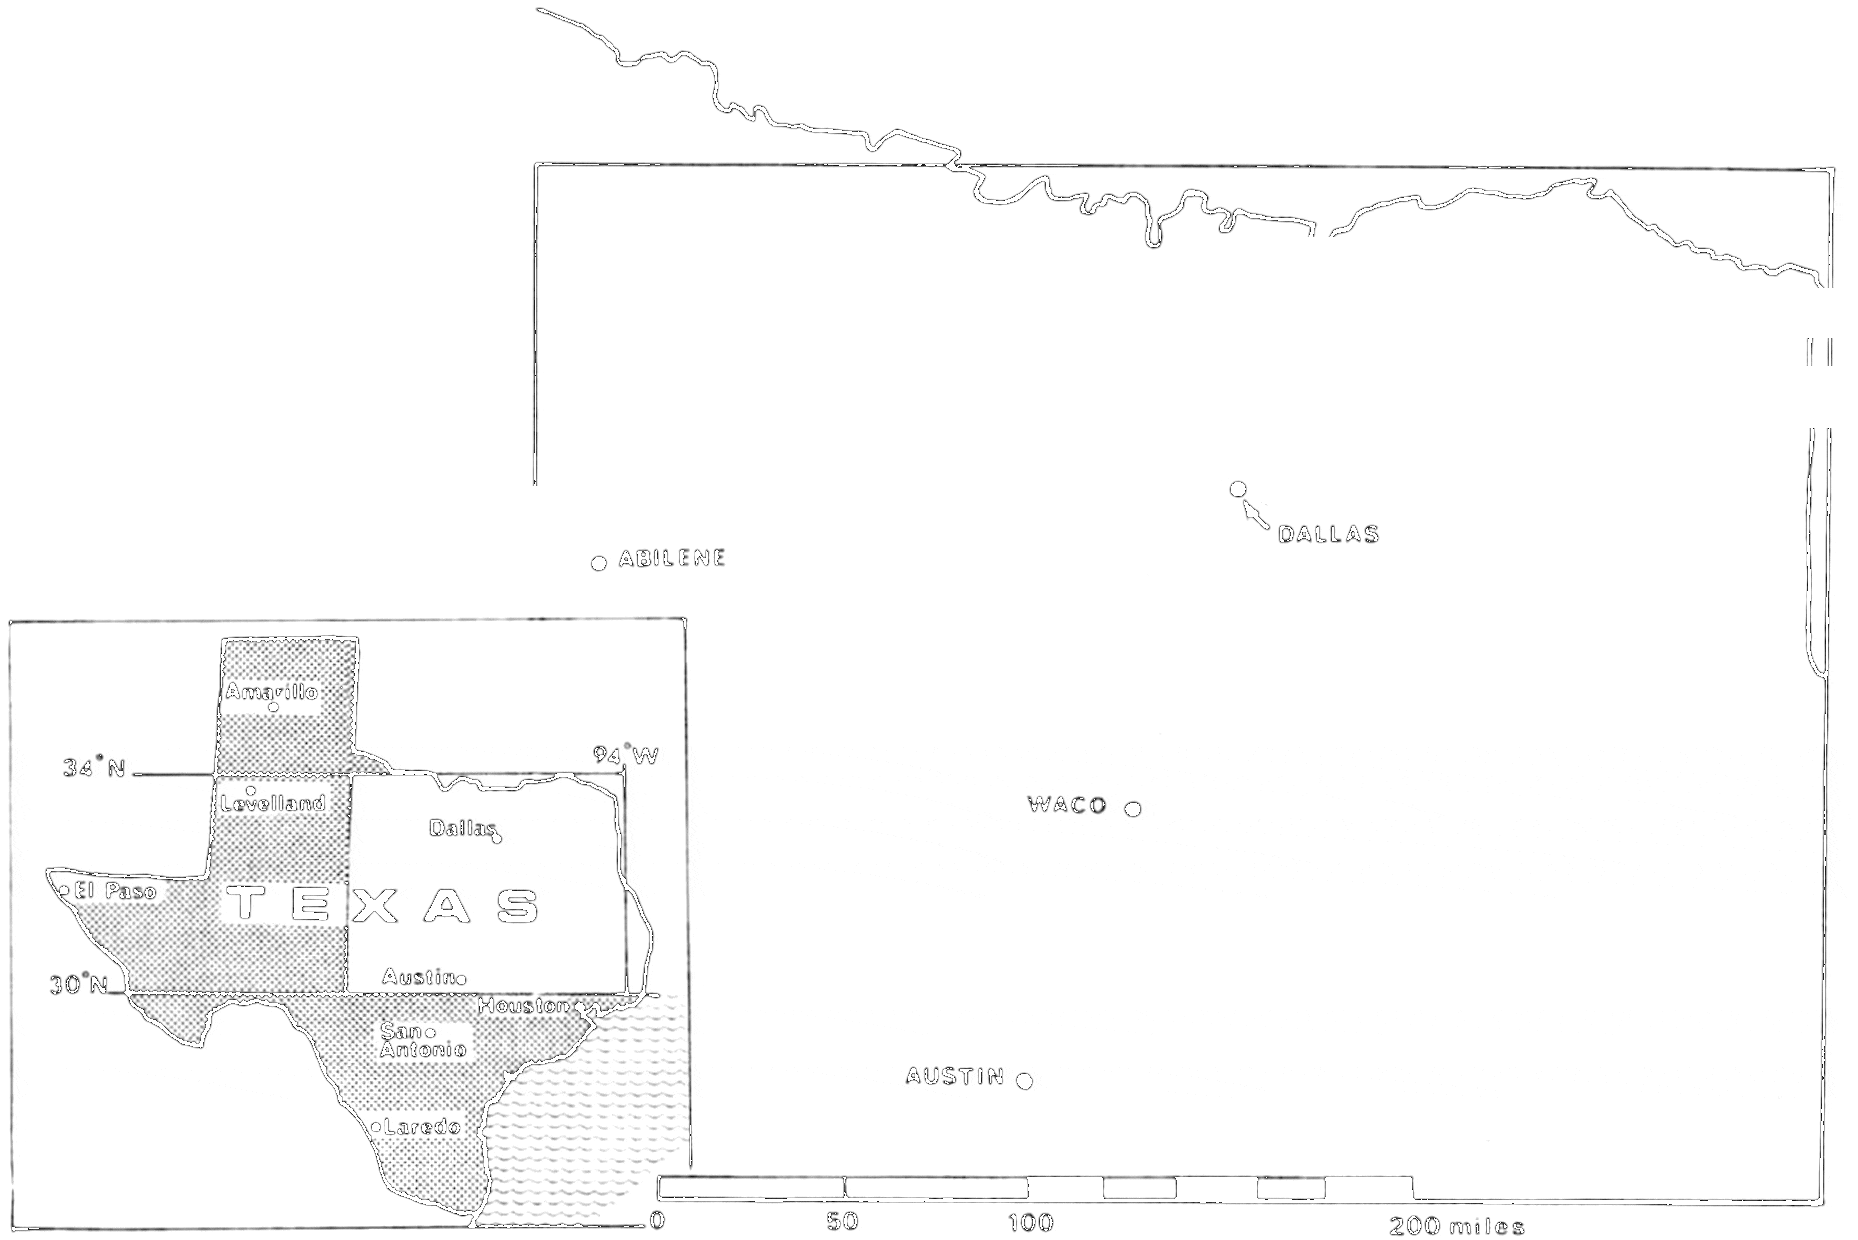 DALLAS
ABILENE
WACO
AUSTIN
Amarillo
34°N
94°W
Levelland
Dallas
El Paso
TEXAS
30°N
Austin
Houston
San
Antonio
Laredo
0 50 100 200 miles